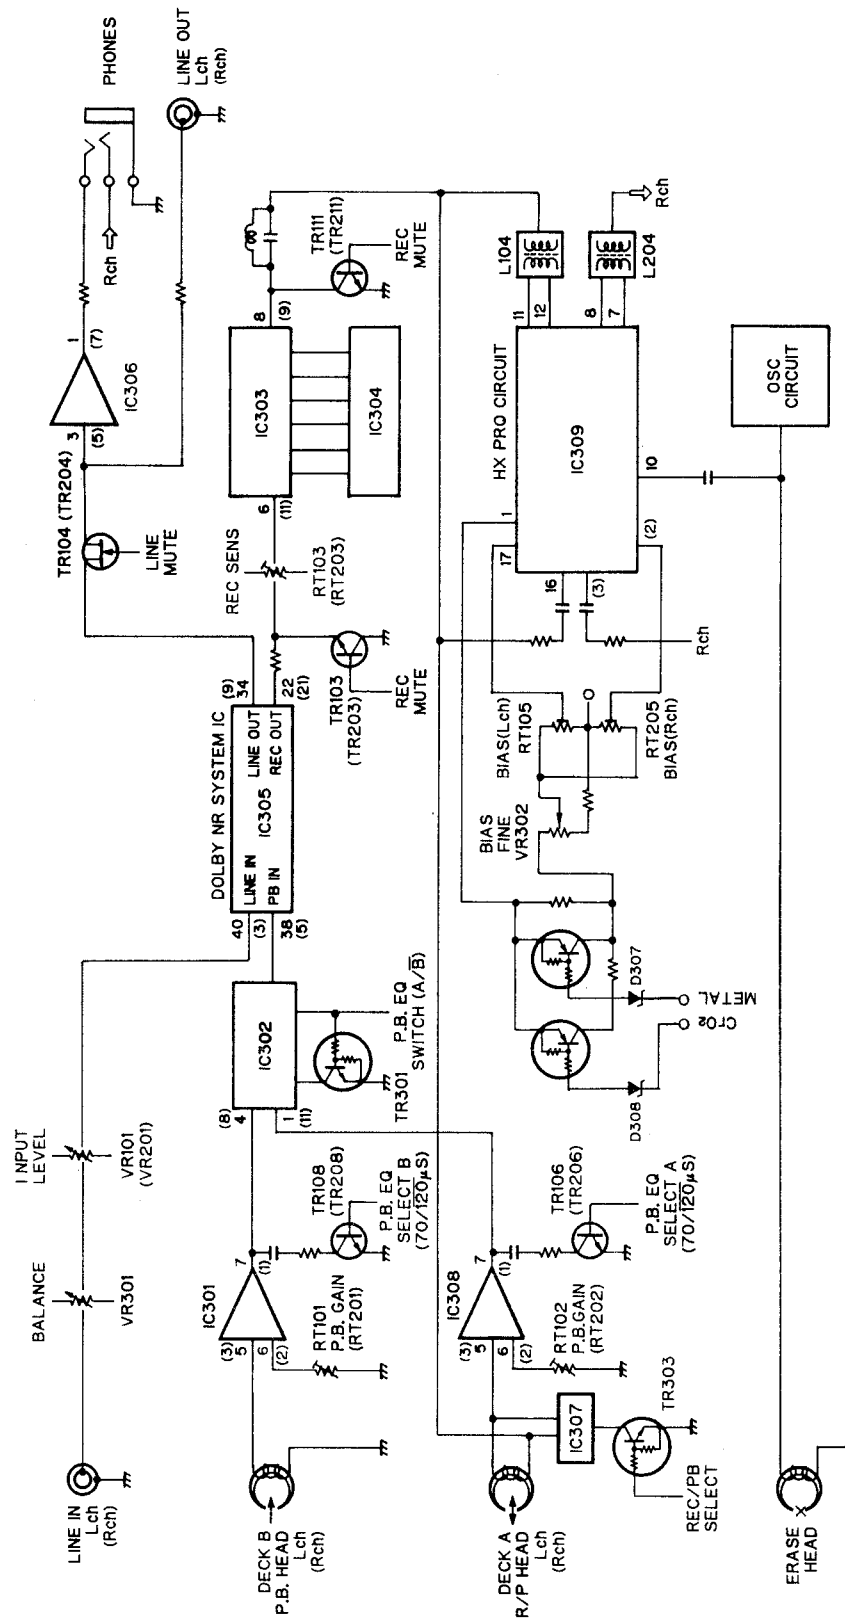 LINE IN
Lch
(Rch)
BALANCE
VR301
INPUT
LEVEL
VR101
(VR201)
TR104 (TR204)
LINE
MUTE
3
(5)
1
(7)
IC306
Rch
PHONES
LINE OUT
Lch
(Rch)
DECK B
P.B. HEAD
Lch
(Rch)
(3)
5
6
(2)
IC301
7
(1)
RT101
P.B. GAIN
(RT201)
TR108
(TR208)
P.B. EQ
SELECT B
(70/120μS)
(8)
4
1
(11)
IC302
TR301
P.B. EQ
SWITCH (A/B)
DOLBY NR SYSTEM IC
40
(3)
38
(5)
LINE IN
PB IN
IC305
LINE OUT
REC OUT
(9)
34
22
(21)
TR103
(TR203)
REC
MUTE
REC SENS
RT103
(RT203)
6
(11)
IC303
IC304
8
(9)
TR111
(TR211)
REC
MUTE
DECK A
R/P HEAD
Lch
(Rch)
(3)
5
6
(2)
IC308
7
(1)
RT102
P.B. GAIN
(RT202)
IC307
TR303
REC/PB
SELECT
TR106
(TR206)
P.B. EQ
SELECT A
(70/120μS)
D308
D307
CrO2
METAL
BIAS
FINE
VR302
BIAS(Lch)
RT105
RT205
BIAS(Rch)
Rch
HX PRO CIRCUIT
17
1
16
(3)
(2)
10
IC309
11
12
8
7
L104
L204
Rch
OSC
CIRCUIT
ERASE
HEAD